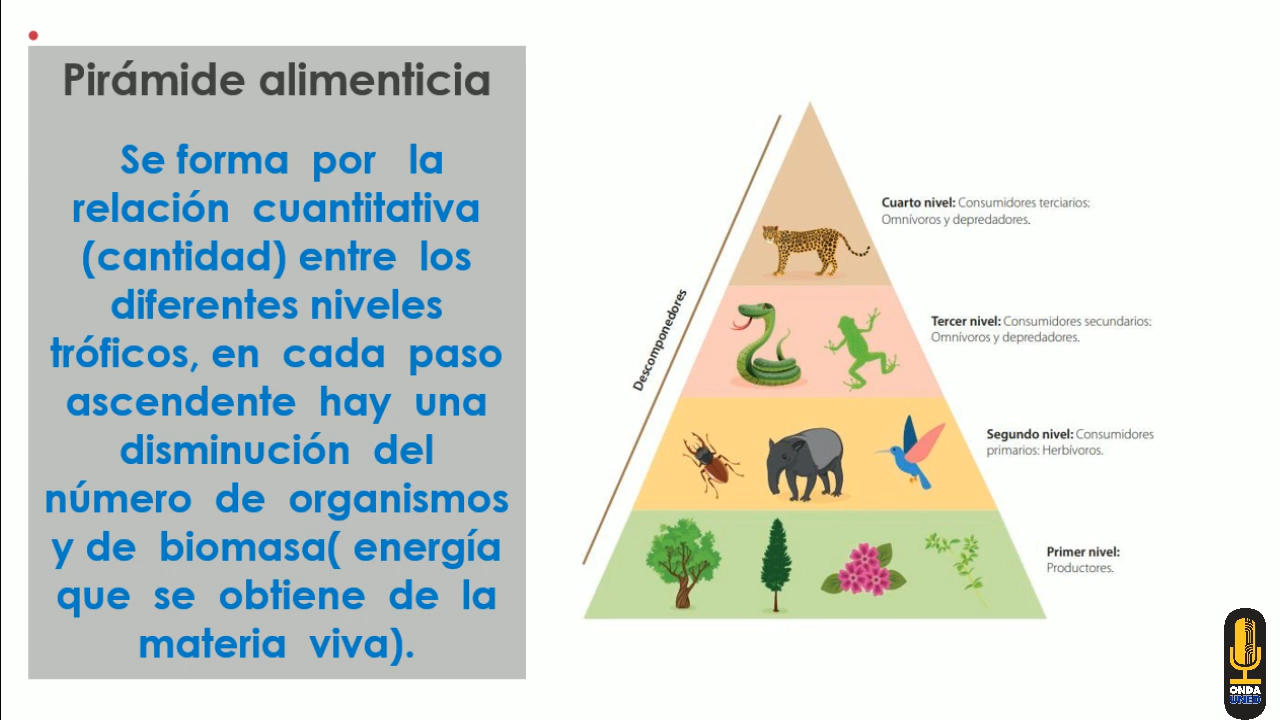 Pirámide alimenticia
Se forma por la
relación cuantitativa
(cantidad) entre los
diferentes niveles
tróficos, en cada paso
ascendente hay una
disminución del
número de organismos
y de biomasa( energía
que se obtiene de la
materia viva).
Descomponedores
Cuarto nivel: Consumidores terciarios:
Omnívoros y depredadores.
Tercer nivel: Consumidores secundarios:
Omnívoros y depredadores.
Segundo nivel: Consumidores
primarios: Herbívoros.
Primer nivel:
Productores.
ONDA
UNED